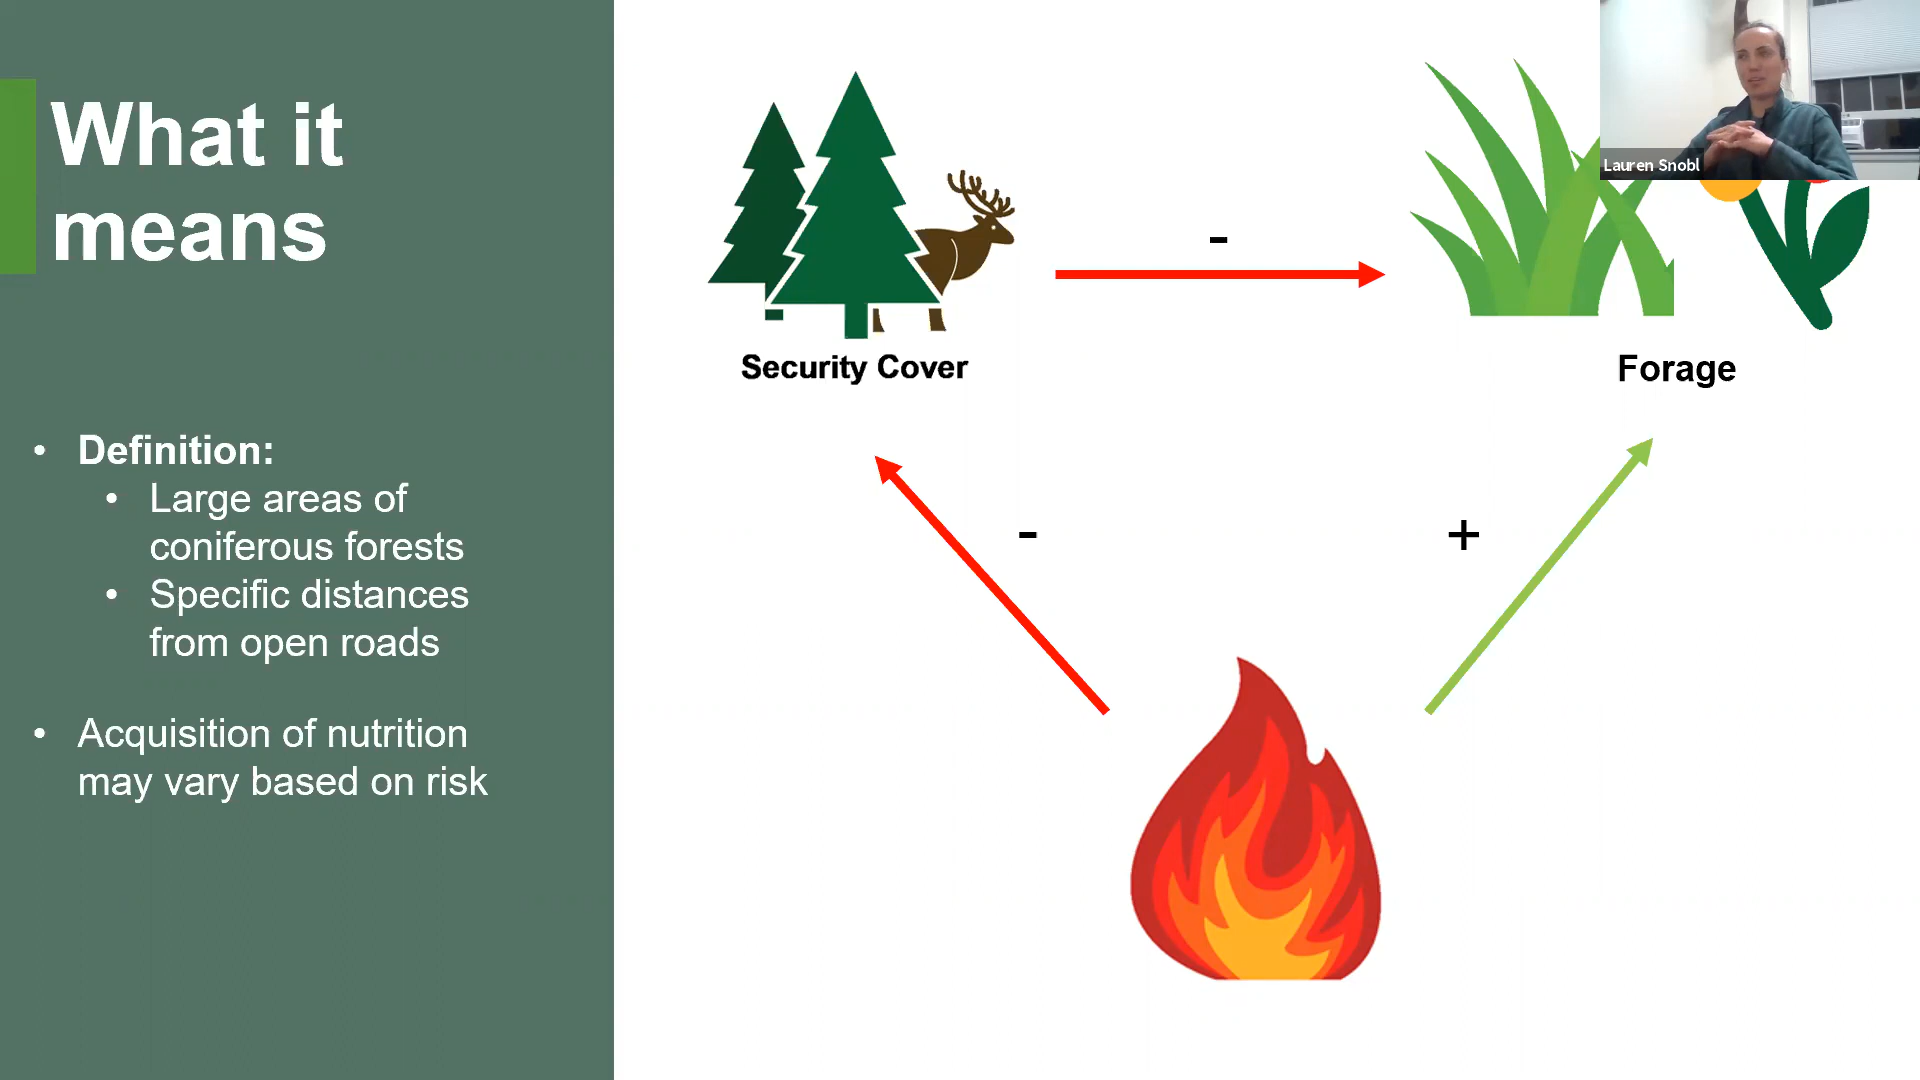 What it
means
• Definition:
• Large areas of
coniferous forests
• Specific distances
from open roads
• Acquisition of nutrition
may vary based on risk
-
Security Cover
Forage
-
+
Lauren Snobl